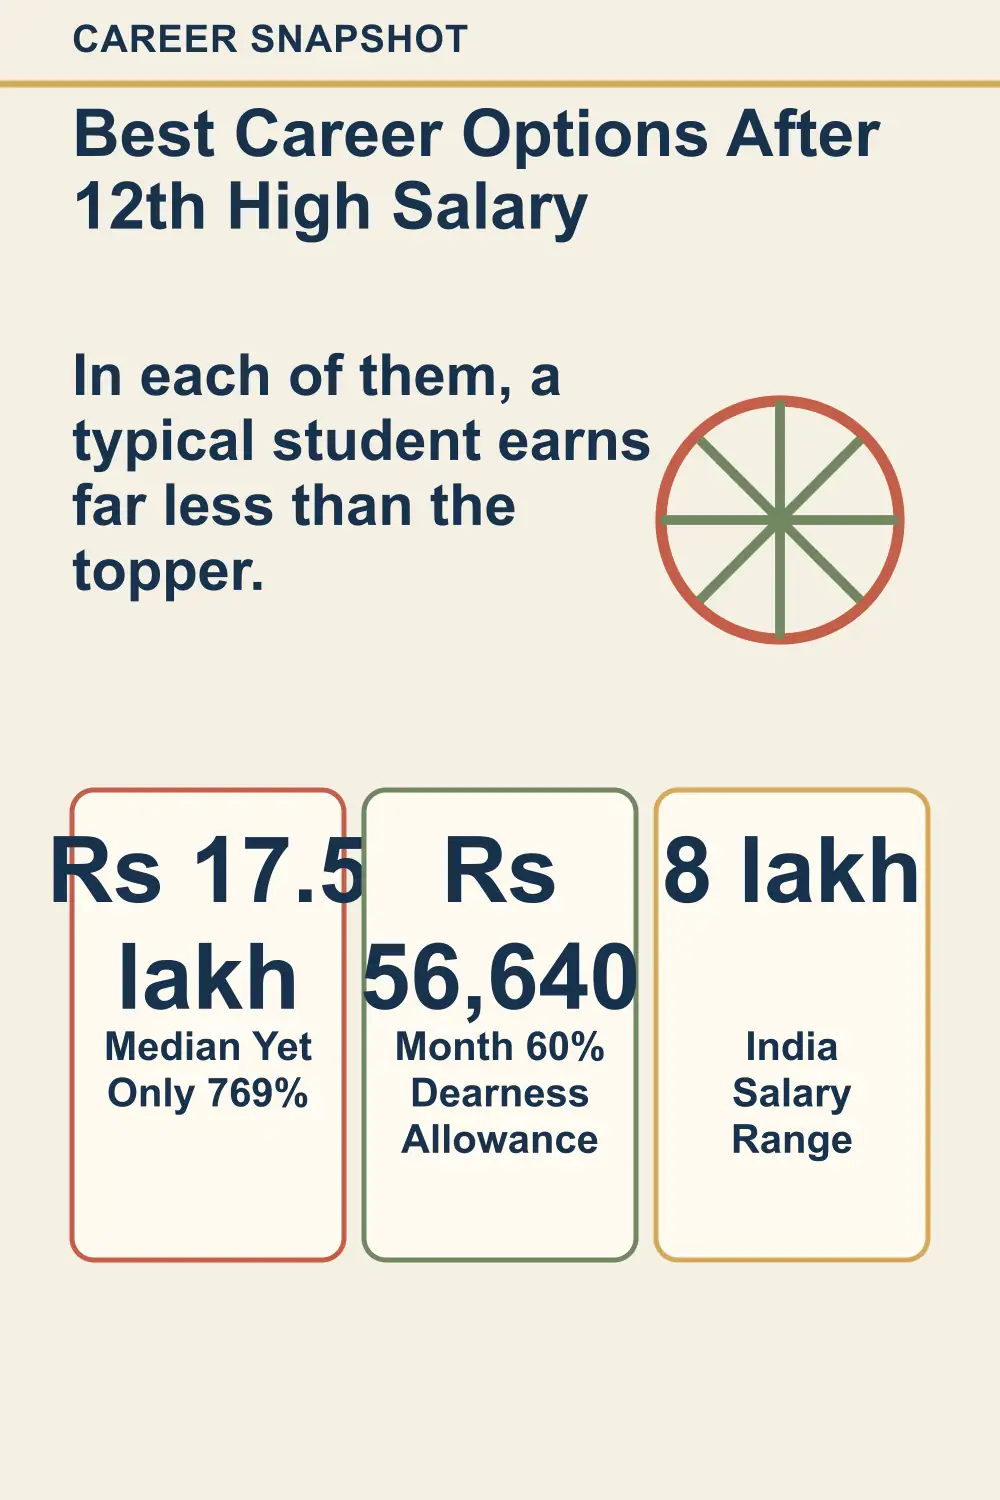 CAREER SNAPSHOT
Best Career Options After
12th High Salary
In each of them, a
typical student earns
far less than the
topper.
Rs 17.5
lakh
Median Yet
Only 769%
Rs
56,640
Month 60%
Dearness
Allowance
8 lakh
India
Salary
Range